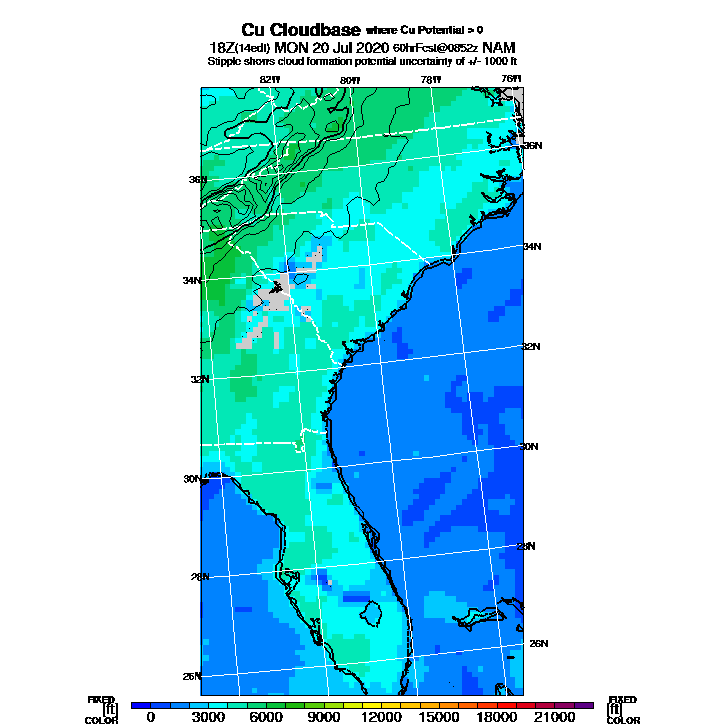 Cu Cloudbase where Cu Potential > 0
18Z(14edt) MON 20 Jul 2020 60hrFcst@0852z NAM
Stipple shows cloud formation potential uncertainty of +/- 1000 ft
82W 80W 78W 76W
36N
36N
34N
34N
32N
32N
30N
30N
28N
28N
26N
26N
FIXED FIXED
[ft] [ft]
COLOR COLOR
0 3000 6000 9000 12000 15000 18000 21000